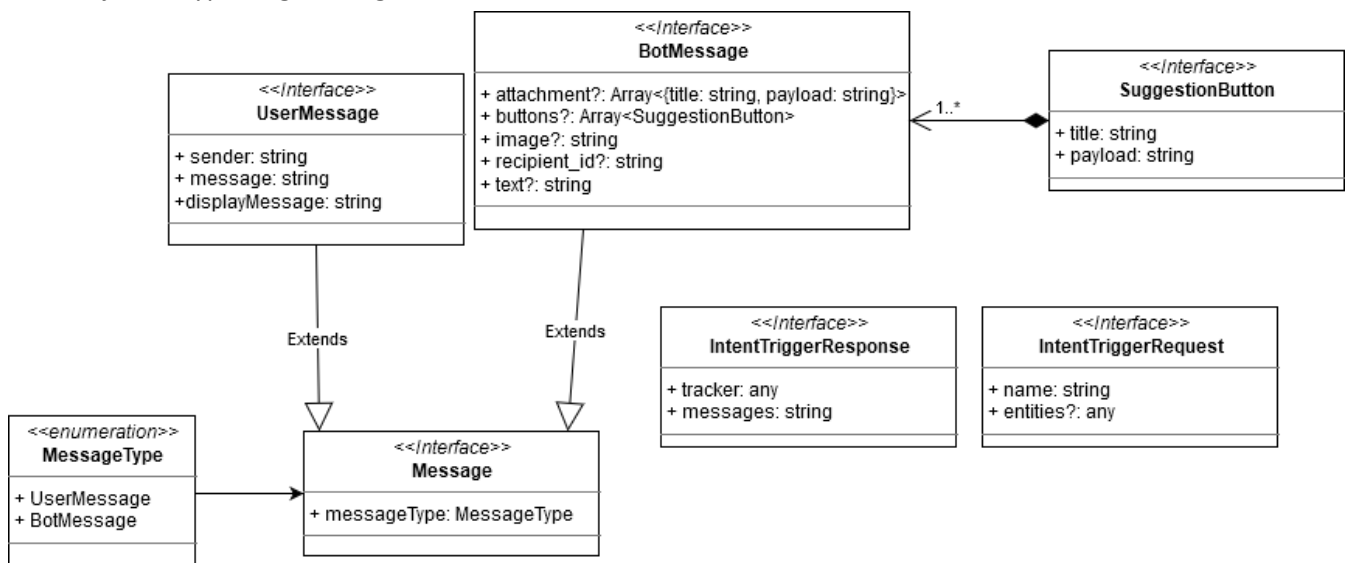 <<Interface>>
BotMessage
+ attachment?: Array<{title: string, payload: string}>
+ buttons?: Array<SuggestionButton>
+ image?: string
+ recipient_id?: string
+ text?: string
<<Interface>>
UserMessage
+ sender: string
+ message: string
+displayMessage: string
<<Interface>>
SuggestionButton
+ title: string
+ payload: string
1..*
Extends
Extends
<<Interface>>
IntentTriggerResponse
+ tracker: any
+ messages: string
<<Interface>>
IntentTriggerRequest
+ name: string
+ entities?: any
<<enumeration>>
MessageType
+ UserMessage
+ BotMessage
<<Interface>>
Message
+ messageType: MessageType